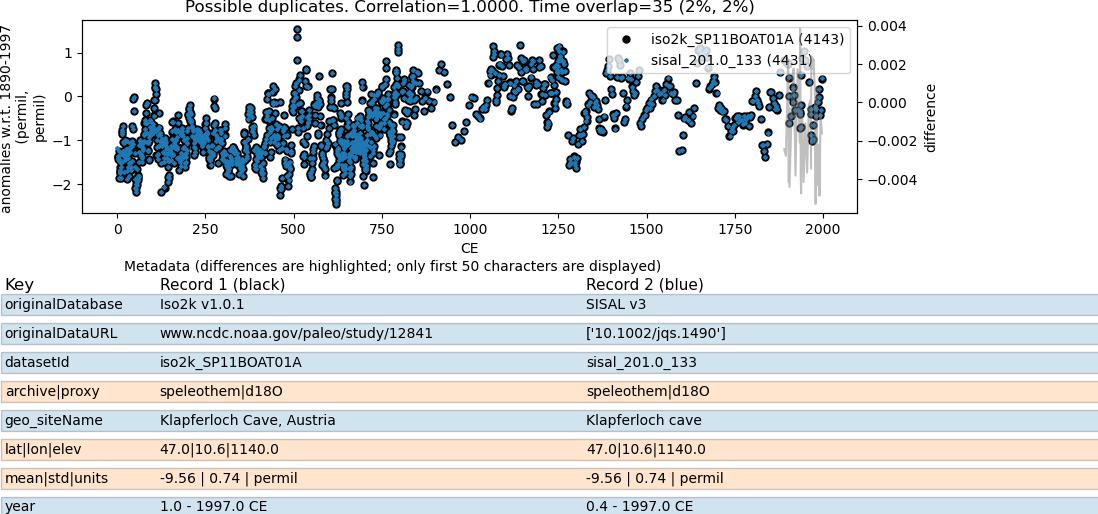 Possible duplicates. Correlation=1.0000. Time overlap=35 (2%, 2%)
anomalies w.r.t. 1890-1997
(permil,
permil)
1
0
−1
−2
iso2k_SP11BOAT01A (4143)
sisal_201.0_133 (4431)
0.004
0.002
0.000
−0.002
−0.004
difference
0 250 500 750 1000 1250 1500 1750 2000
CE
Metadata (differences are highlighted; only first 50 characters are displayed)
Key Record 1 (black) Record 2 (blue)
originalDatabase Iso2k v1.0.1 SISAL v3
originalDataURL www.ncdc.noaa.gov/paleo/study/12841 ['10.1002/jqs.1490']
datasetId iso2k_SP11BOAT01A sisal_201.0_133
archive|proxy speleothem|d18O speleothem|d18O
geo_siteName Klapferloch Cave, Austria Klapferloch cave
lat|lon|elev 47.0|10.6|1140.0 47.0|10.6|1140.0
mean|std|units -9.56 | 0.74 | permil -9.56 | 0.74 | permil
year 1.0 - 1997.0 CE 0.4 - 1997.0 CE